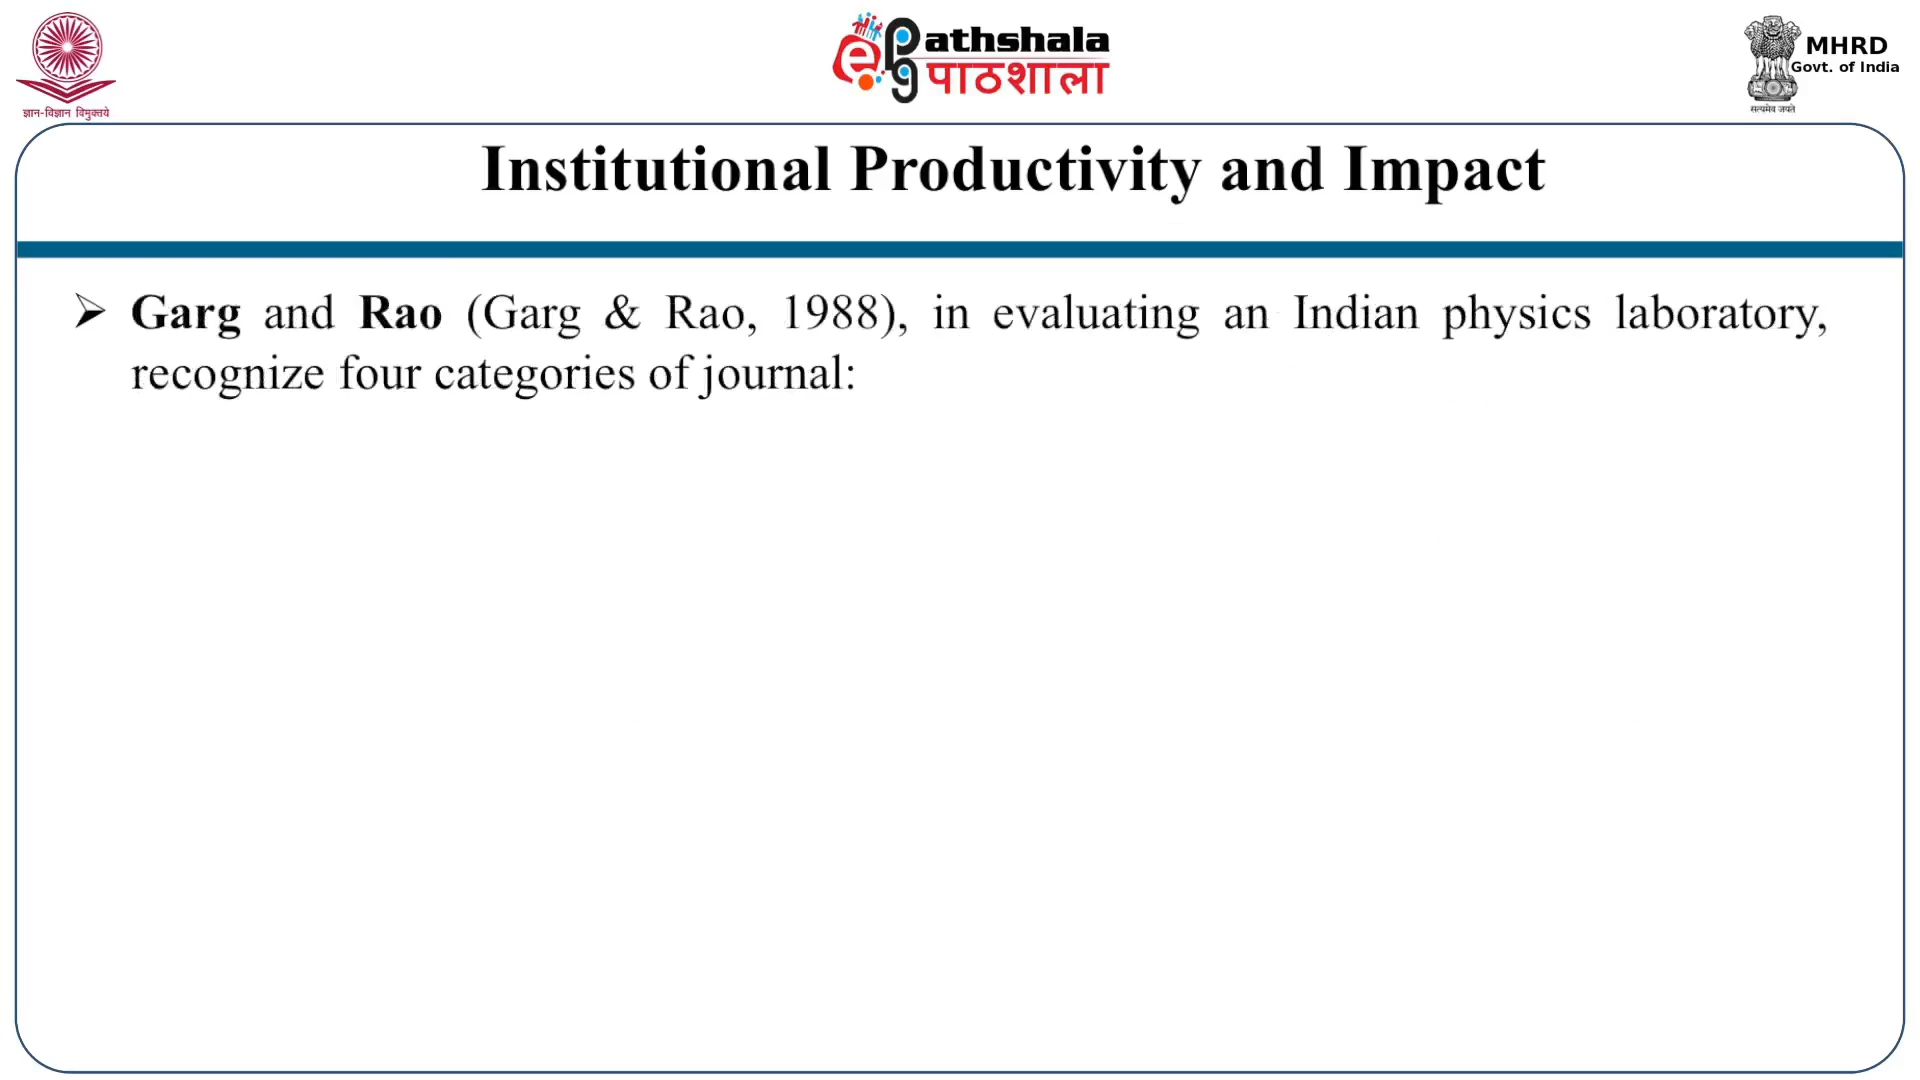 ज्ञान-विज्ञान विमुक्तये
ePathshala
पाठशाला
MHRD
Govt. of India
सत्यमेव जयते
Institutional Productivity and Impact
➢ Garg and Rao (Garg & Rao, 1988), in evaluating an Indian physics laboratory,
recognize four categories of journal: